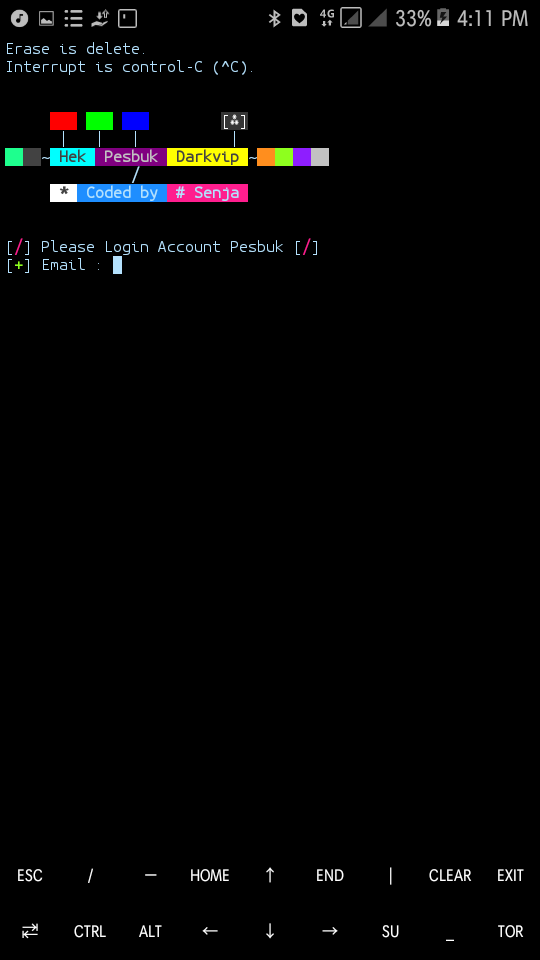 4G 33% 4:11 PM
Erase is delete.
Interrupt is control-C (^C).
~ Hek Pesbuk Darkvip ~
* Coded by # Senja
[/] Please Login Account Pesbuk [/]
[+] Email :
ESC / — HOME ↑ END | CLEAR EXIT
CTRL ALT ← ↓ → SU _ TOR